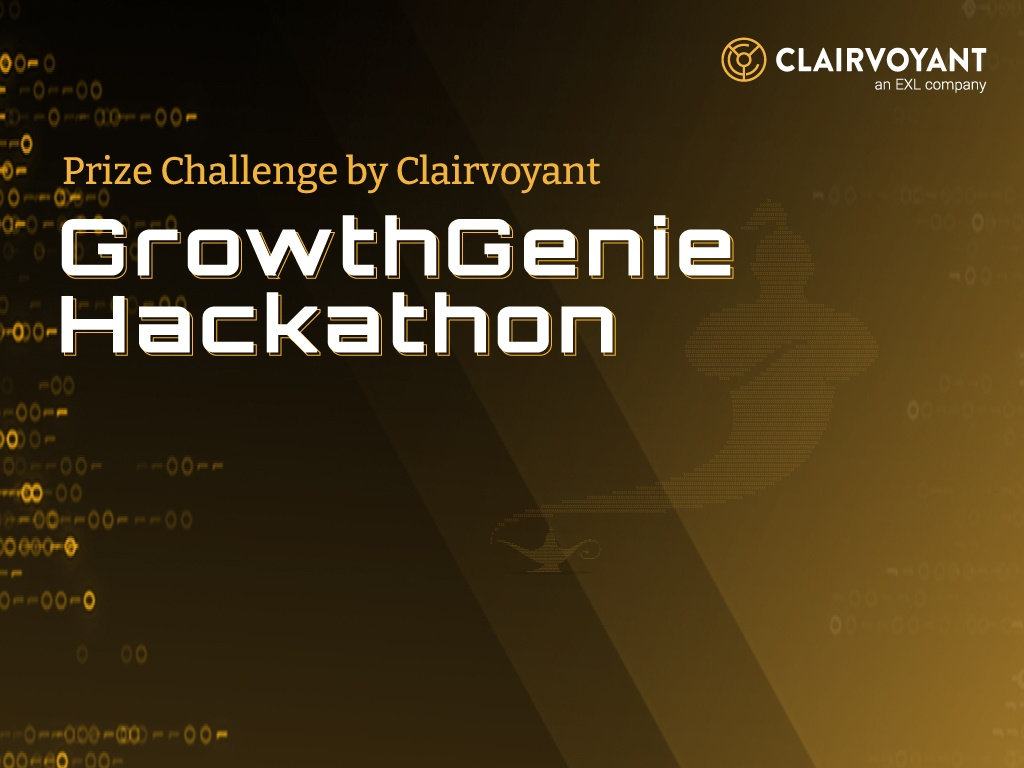 CLAIRVOYANT
an EXL company
Prize Challenge by Clairvoyant
GrowthGenie
Hackathon